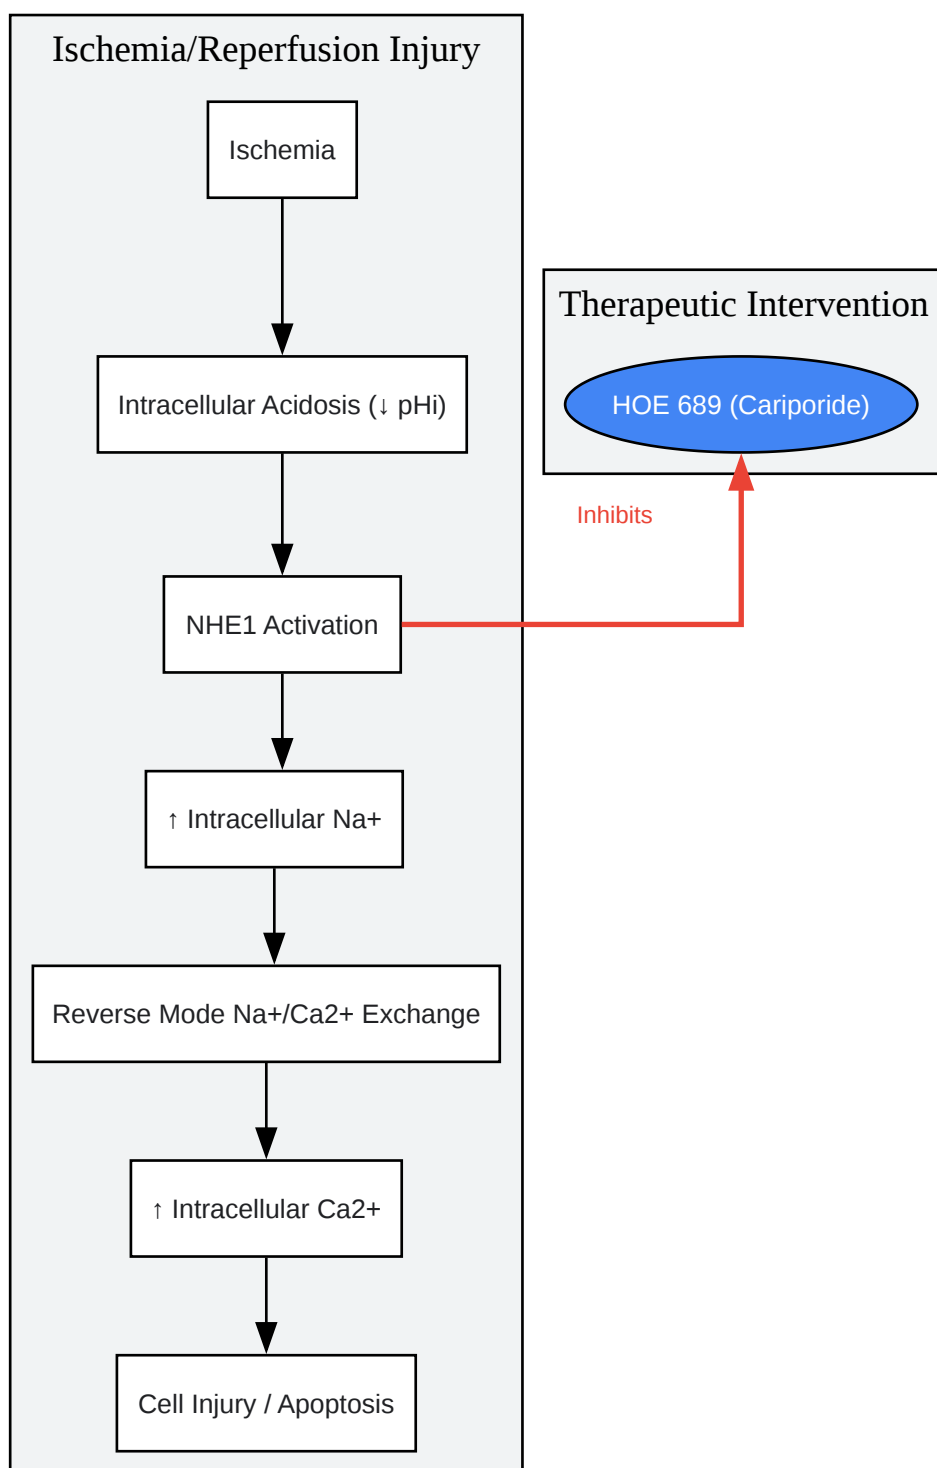 Ischemia/Reperfusion Injury
Ischemia
Therapeutic Intervention
Intracellular Acidosis (↓ pHi)
HOE 689 (Cariporide)
Inhibits
NHE1 Activation
↑ Intracellular Na+
Reverse Mode Na+/Ca2+ Exchange
↑ Intracellular Ca2+
Cell Injury / Apoptosis